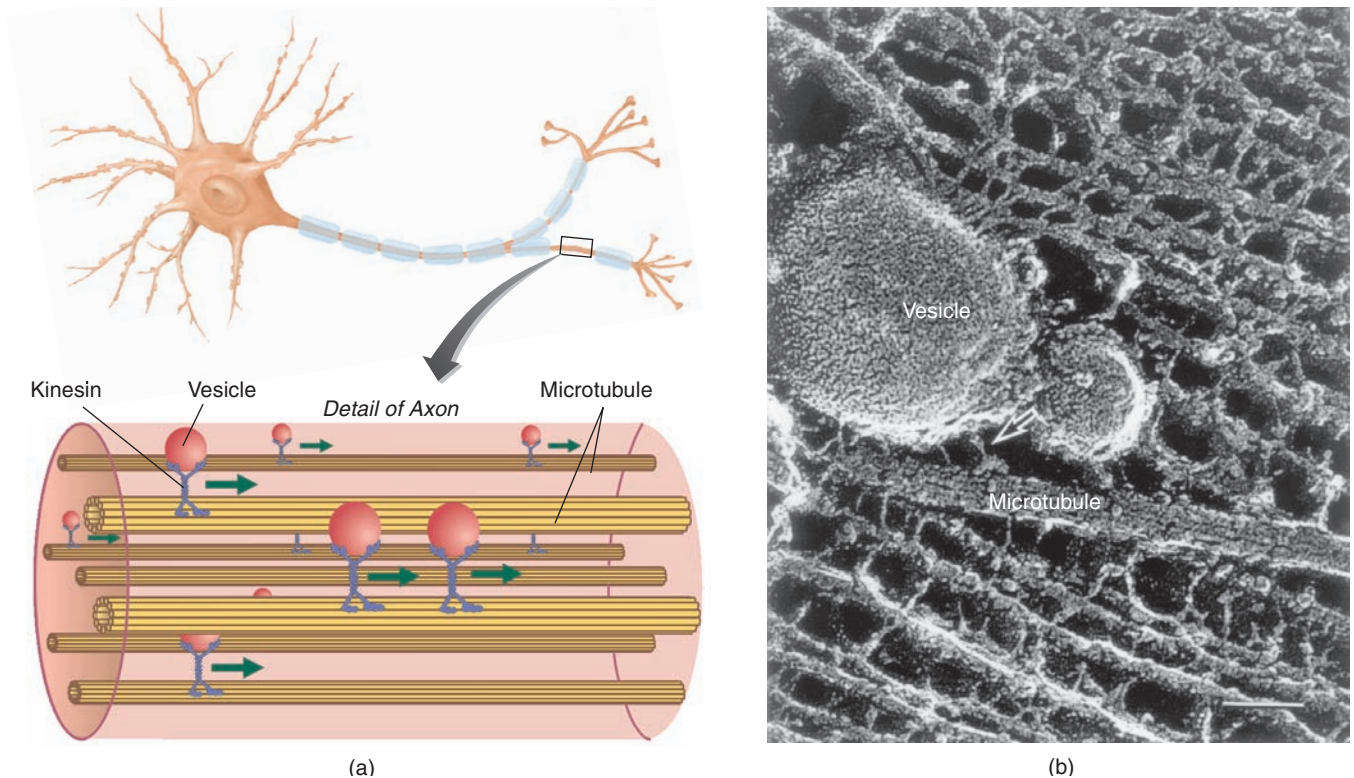 Kinesin
Vesicle
Detail of Axon
Microtubule
(a)
Vesicle
Microtubule
(b)